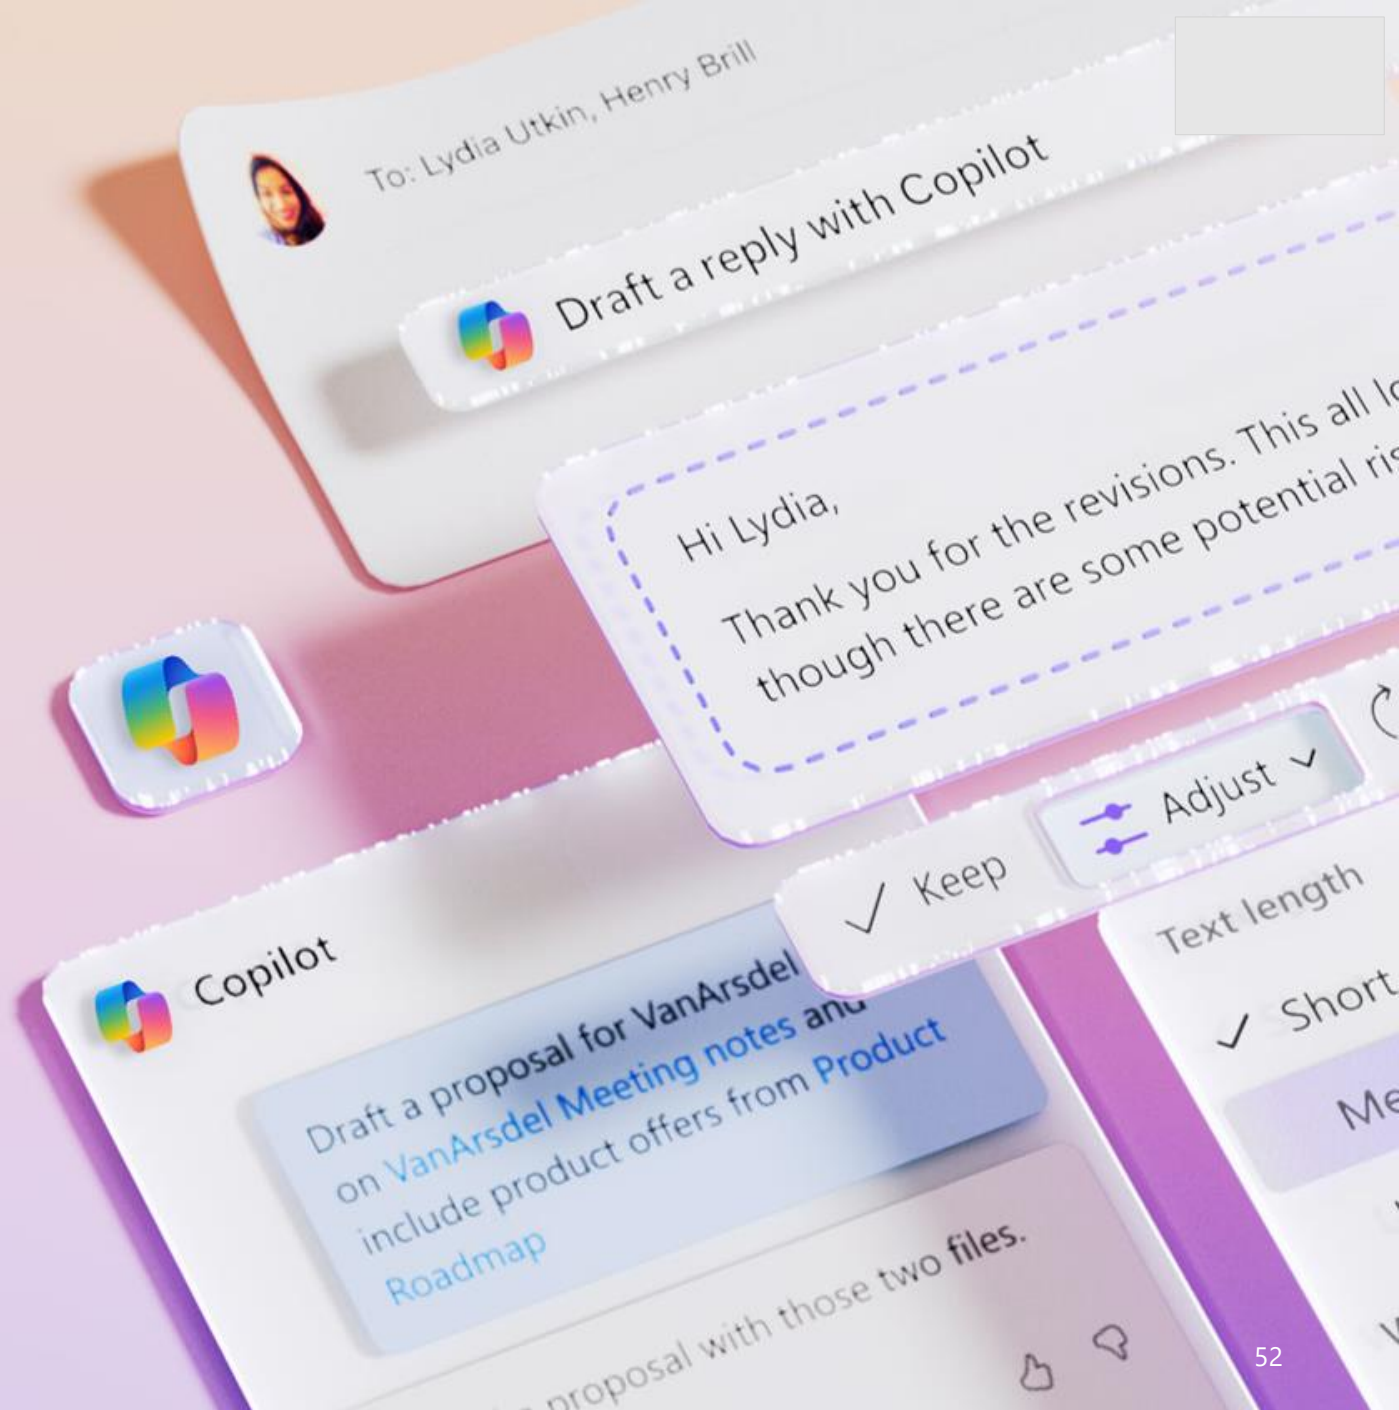 To: Lydia Utkin, Henry Brill
Draft a reply with Copilot
Hi Lydia,
Thank you for the revisions. This all
though there are some potential
Keep
Adjust
Text length
Short
Copilot
Draft a proposal for VanArsdel
on VanArsdel Meeting notes and
include product offers from Product
Roadmap
proposal with those two files.
52